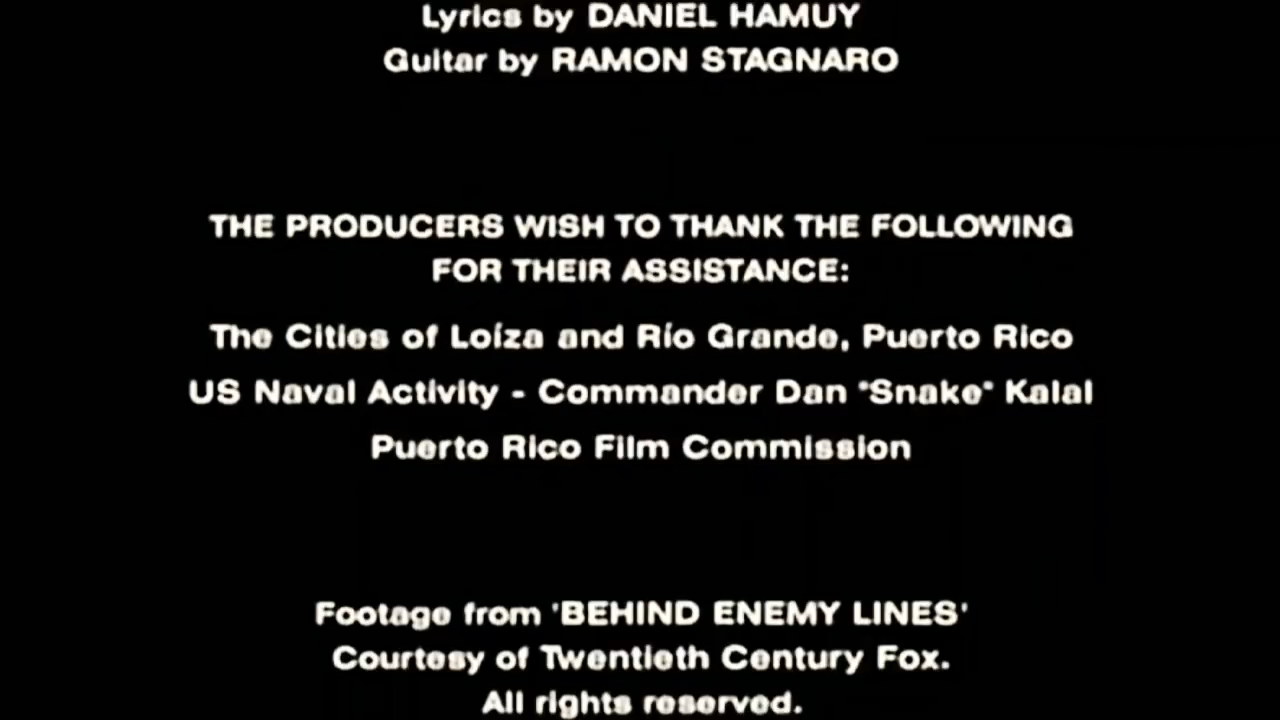 Lyrics by DANIEL HAMUY
Guitar by RAMON STAGNARO
THE PRODUCERS WISH TO THANK THE FOLLOWING
FOR THEIR ASSISTANCE:
The Cities of Loíza and Río Grande, Puerto Rico
US Naval Activity - Commander Dan "Snake" Kalal
Puerto Rico Film Commission
Footage from 'BEHIND ENEMY LINES'
Courtesy of Twentieth Century Fox.
All rights reserved.